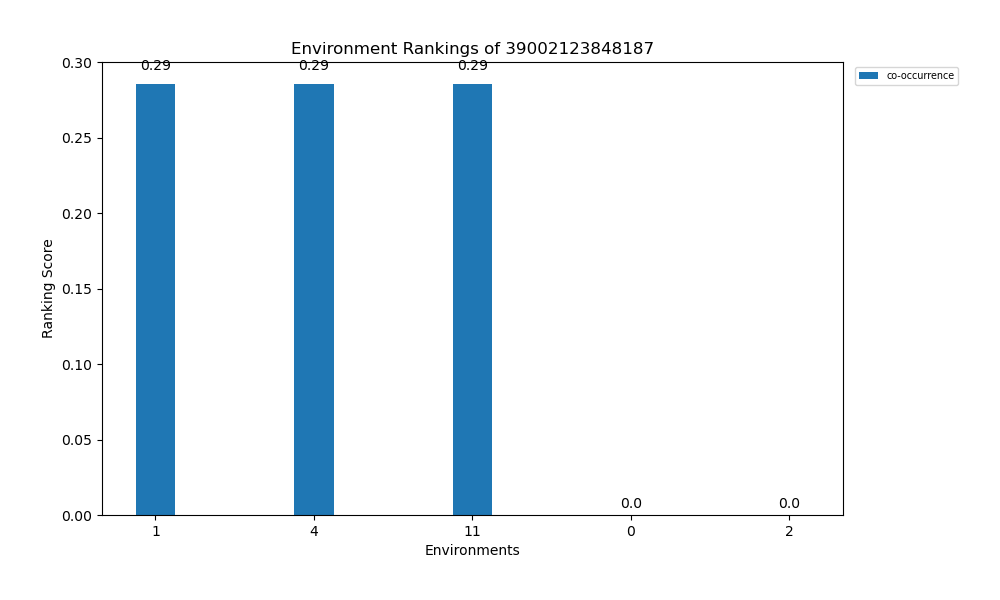 Environment Rankings of 39002123848187
0.30
0.29 0.29 0.29
co-occurrence
0.25
0.20
0.15
0.10
0.05
0.0 0.0
0.00
Ranking Score
1 4 11 0 2
Environments